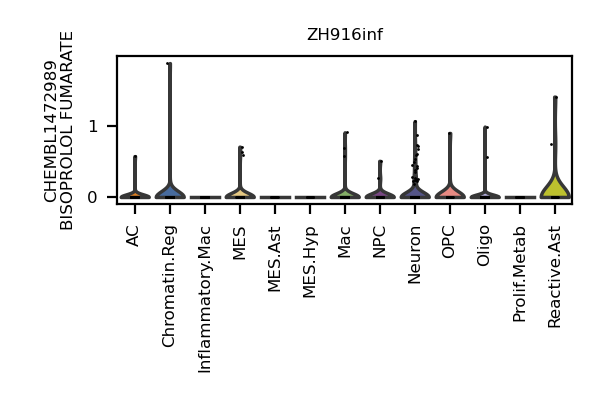 ZH916inf
CHEMBL1472989
BISOPROLOL FUMARATE
1
0
AC
Chromatin.Reg
Inflammatory.Mac
MES
MES.Ast
MES.Hyp
Mac
NPC
Neuron
OPC
Oligo
Prolif.Metab
Reactive.Ast